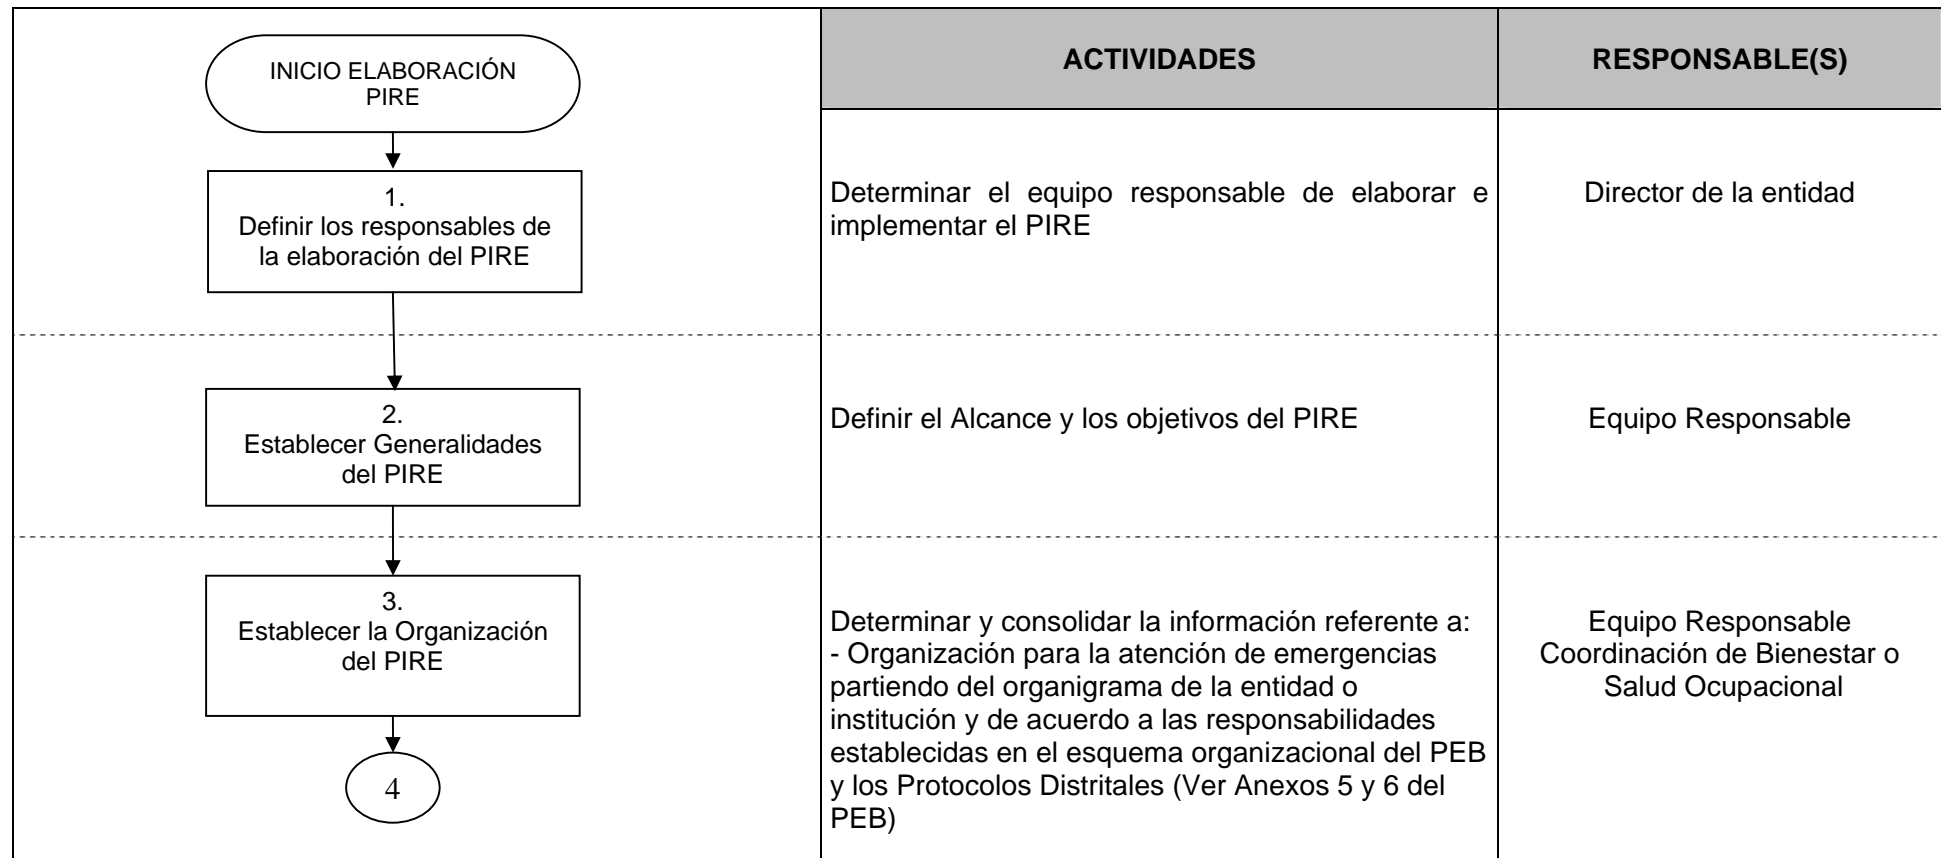 INICIO ELABORACIÓN
PIRE
ACTIVIDADES
RESPONSABLE(S)
1.
Definir los responsables de
la elaboración del PIRE
Determinar el equipo responsable de elaborar e
implementar el PIRE
Director de la entidad
2.
Establecer Generalidades
del PIRE
Definir el Alcance y los objetivos del PIRE
Equipo Responsable
3.
Establecer la Organización
del PIRE
Determinar y consolidar la información referente a:
- Organización para la atención de emergencias
partiendo del organigrama de la entidad o
institución y de acuerdo a las responsabilidades
establecidas en el esquema organizacional del PEB
y los Protocolos Distritales (Ver Anexos 5 y 6 del
PEB)
Equipo Responsable
Coordinación de Bienestar o
Salud Ocupacional
4